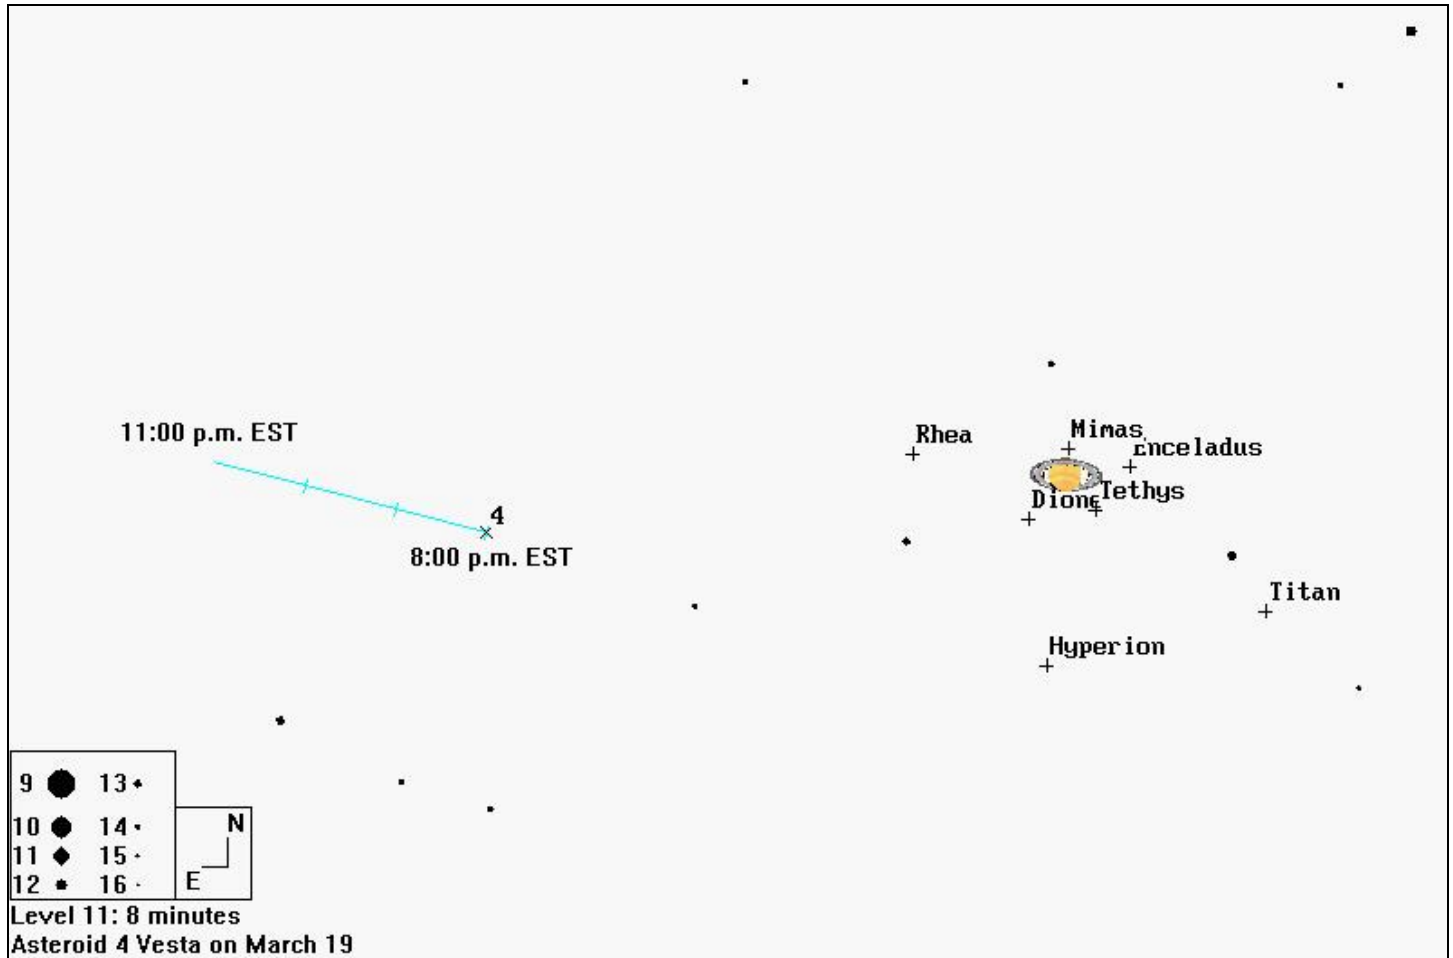 11:00 p.m. EST
Rhea
Mimas
Enceladus
Dione
Tethys
4
8:00 p.m. EST
Titan
Hyperion
9 13
10 14
11 15
12 16
N
E
Level 11: 8 minutes
Asteroid 4 Vesta on March 19